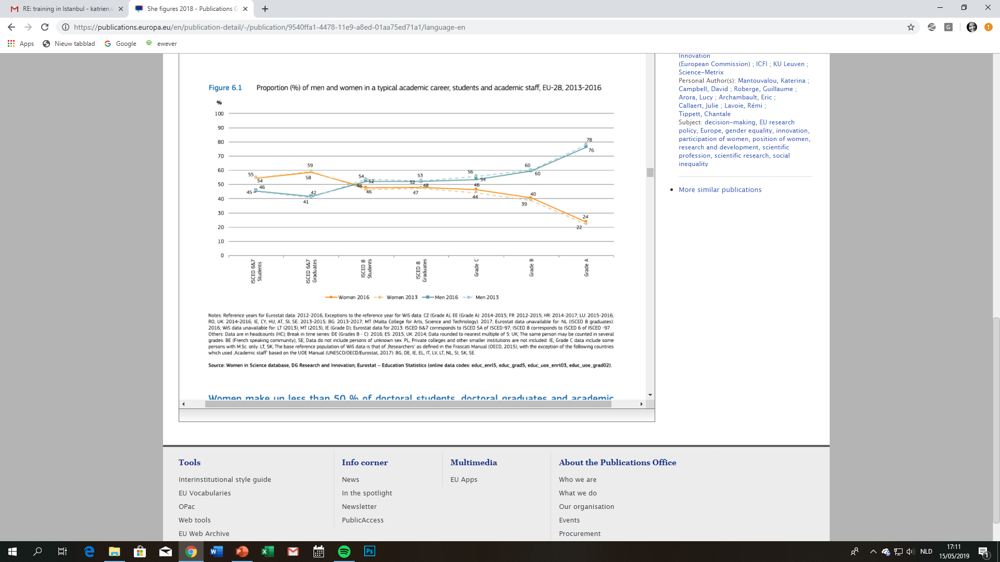 RE: training in Istanbul - katrien.
She figures 2018 - Publications O
https://publications.europa.eu/en/publication-detail/-/publication/9540ffa1-4478-11e9-a8ed-01aa75ed71a1/language-en
Apps
Nieuw tabblad
Google
ewever
Figure 6.1 Proportion (%) of men and women in a typical academic career, students and academic staff, EU-28, 2013-2016
%
100
90
80
70
60
50
40
30
20
10
0
55 54 46 45
59 58 42 41
54 52 48 46
53 52 48 47
56 54 46 44
60 60 40 39
78 76 24 22
ISCED 6&7 Students
ISCED 6&7 Graduates
ISCED 8 Students
ISCED 8 Graduates
Grade C
Grade B
Grade A
Women 2016 Women 2013 Men 2016 Men 2013
Notes: Reference years for Eurostat data: 2012-2016; Exceptions to the reference year for WiS data: CZ (Grade A), EE (Grade A): 2014-2015; FR: 2012-2015; HR: 2014-2017; LU: 2015-2016;
RO, UK: 2014-2016; IE, CY, HU, AT, SI, SE: 2013-2015; BG: 2013-2017; MT (Malta College for Arts, Science and Technology): 2017; Eurostat data unavailable for: NL (ISCED 8 graduates):
2016; WiS data unavailable for: LT (2013), MT (2013), IE (Grade D); Eurostat data for 2013: ISCED 6&7 corresponds to ISCED 5A of ISCED-97; ISCED 8 corresponds to ISCED 6 of ISCED -97.
Others: Data are in headcounts (HC); Break in time series: DE (Grades B - C): 2016; ES: 2015; UK: 2014; Data rounded to nearest multiple of 5: UK; The same person may be counted in several
grades: BE (French speaking community), SE; Data do not include persons of unknown sex: PL; Private colleges and other smaller institutions are not included: IE; Grade C data include some
persons with M.Sc. only: LT, SK; The base reference population of WiS data is that of ‚Researchers' as defined in the Frascati Manual (OECD, 2015), with the exception of the following countries
which used ‚Academic staff' based on the UOE Manual (UNESCO/OECD/Eurostat, 2017): BG, DE, IE, EL, IT, LV, LT, NL, SI, SK, SE.
Source: Women in Science database, DG Research and Innovation; Eurostat – Education Statistics (online data codes: educ_enrl5, educ_grad5, educ_uoe_enrt03, educ_uoe_grad02).
Women make up less than 50 % of doctoral students, doctoral graduates and academic
Innovation
(European Commission) ; ICFI ; KU Leuven ;
Science-Metrix
Personal Author(s): Mantouvalou, Katerina ;
Campbell, David ; Roberge, Guillaume ;
Arora, Lucy ; Archambault, Eric ;
Callaert, Julie ; Lavoie, Rémi ;
Tippett, Chantale
Subject: decision-making, EU research
policy, Europe, gender equality, innovation,
participation of women, position of women,
research and development, scientific
profession, scientific research, social
inequality
More similar publications
Tools
Interinstitutional style guide
EU Vocabularies
OPac
Web tools
EU Web Archive
Info corner
News
In the spotlight
Newsletter
PublicAccess
Multimedia
EU Apps
About the Publications Office
Who we are
What we do
Our organisation
Events
Procurement
NLD
17:11
15/05/2019
1